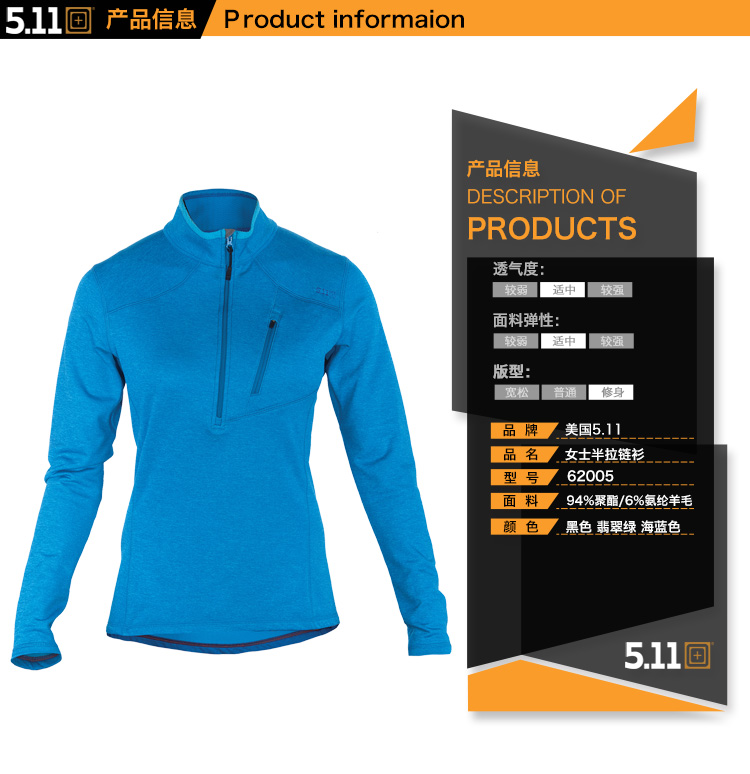 5.11 产品信息 Product informaion
产品信息
DESCRIPTION OF
PRODUCTS
透气度：
较弱 适中 较强
面料弹性：
较弱 适中 较强
版型：
宽松 普通 修身
品牌 美国5.11
品名 女士半拉链衫
型号 62005
面料 94%聚酯/6%氨纶羊毛
颜色 黑色 翡翠绿 海蓝色
5.11